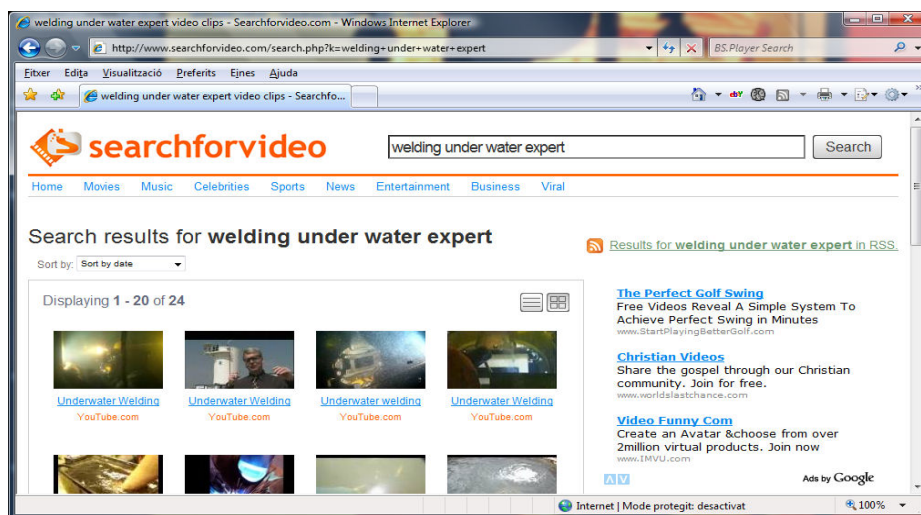 welding under water expert video clips - Searchforvideo.com - Windows Internet Explorer
http://www.searchforvideo.com/search.php?k=welding+under+water+expert
BS.Player Search
Fitxer Edita Visualització Preferits Eines Ajuda
welding under water expert video clips - Searchfo...
ebY
searchforvideo
welding under water expert
Search
Home Movies Music Celebrities Sports News Entertainment Business Viral
Search results for welding under water expert
Results for welding under water expert in RSS.
Sort by: Sort by date
Displaying 1 - 20 of 24
Underwater Welding
YouTube.com
Underwater Welding
YouTube.com
Underwater welding
YouTube.com
Underwater Welding
YouTube.com
The Perfect Golf Swing
Free Videos Reveal A Simple System To
Achieve Perfect Swing in Minutes
www.StartPlayingBetterGolf.com
Christian Videos
Share the gospel through our Christian
community. Join for free.
www.worldslastchance.com
Video Funny Com
Create an Avatar &choose from over
2million virtual products. Join now
www.IMVU.com
Ads by Google
Internet | Mode protegit: desactivat
100%